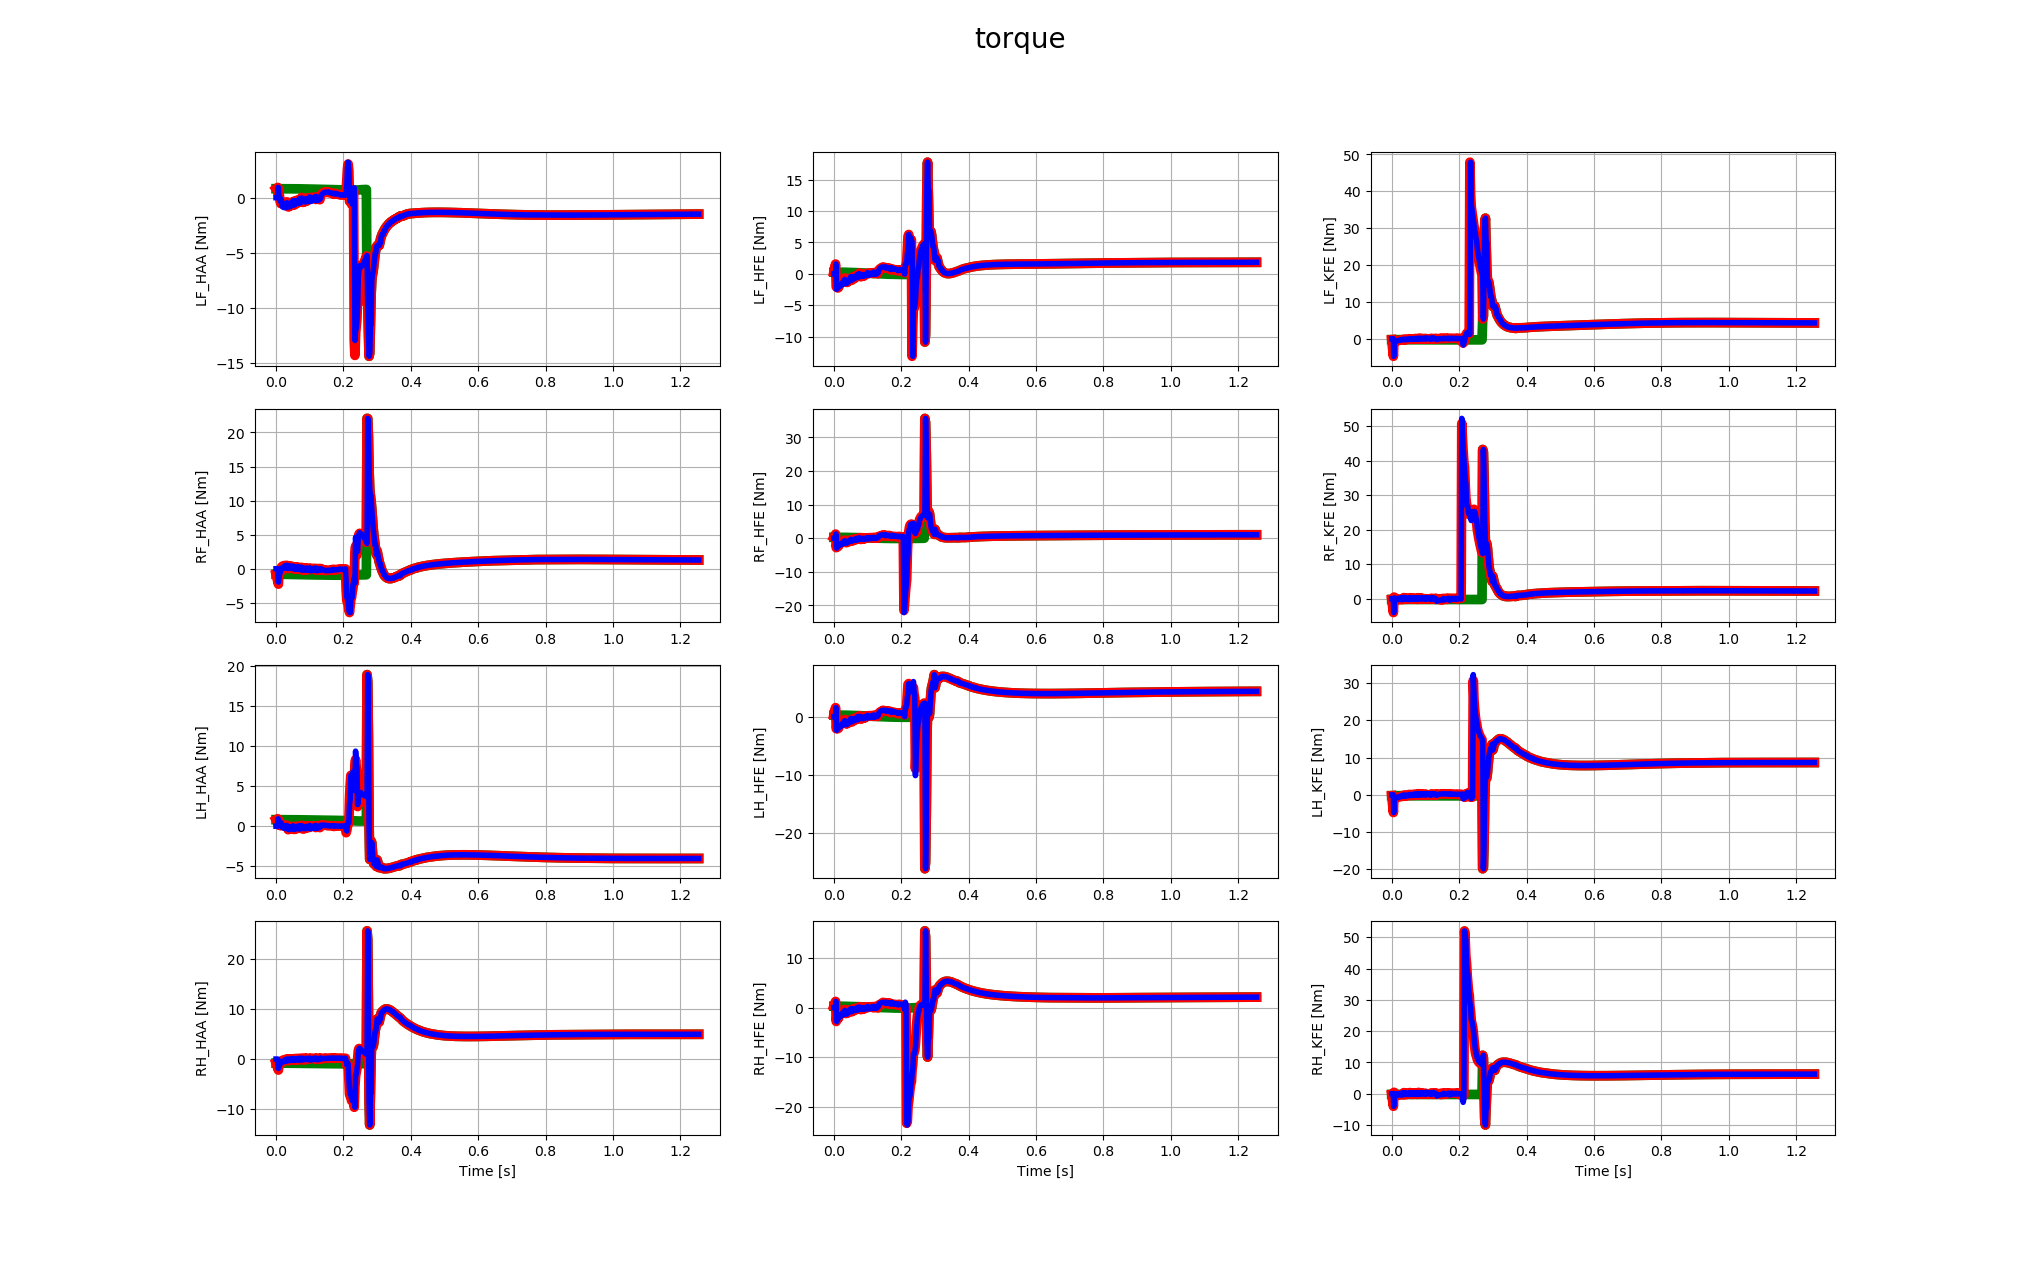 torque
LF_HAA [Nm]
0
−5
−10
−15
0.0 0.2 0.4 0.6 0.8 1.0 1.2
LF_HFE [Nm]
15
10
5
0
−5
−10
0.0 0.2 0.4 0.6 0.8 1.0 1.2
LF_KFE [Nm]
50
40
30
20
10
0
0.0 0.2 0.4 0.6 0.8 1.0 1.2
RF_HAA [Nm]
20
15
10
5
0
−5
0.0 0.2 0.4 0.6 0.8 1.0 1.2
RF_HFE [Nm]
30
20
10
0
−10
−20
0.0 0.2 0.4 0.6 0.8 1.0 1.2
RF_KFE [Nm]
50
40
30
20
10
0
0.0 0.2 0.4 0.6 0.8 1.0 1.2
LH_HAA [Nm]
20
15
10
5
0
−5
0.0 0.2 0.4 0.6 0.8 1.0 1.2
LH_HFE [Nm]
0
−10
−20
0.0 0.2 0.4 0.6 0.8 1.0 1.2
LH_KFE [Nm]
30
20
10
0
−10
−20
0.0 0.2 0.4 0.6 0.8 1.0 1.2
RH_HAA [Nm]
20
10
0
−10
0.0 0.2 0.4 0.6 0.8 1.0 1.2
Time [s]
RH_HFE [Nm]
10
0
−10
−20
0.0 0.2 0.4 0.6 0.8 1.0 1.2
Time [s]
RH_KFE [Nm]
50
40
30
20
10
0
−10
0.0 0.2 0.4 0.6 0.8 1.0 1.2
Time [s]